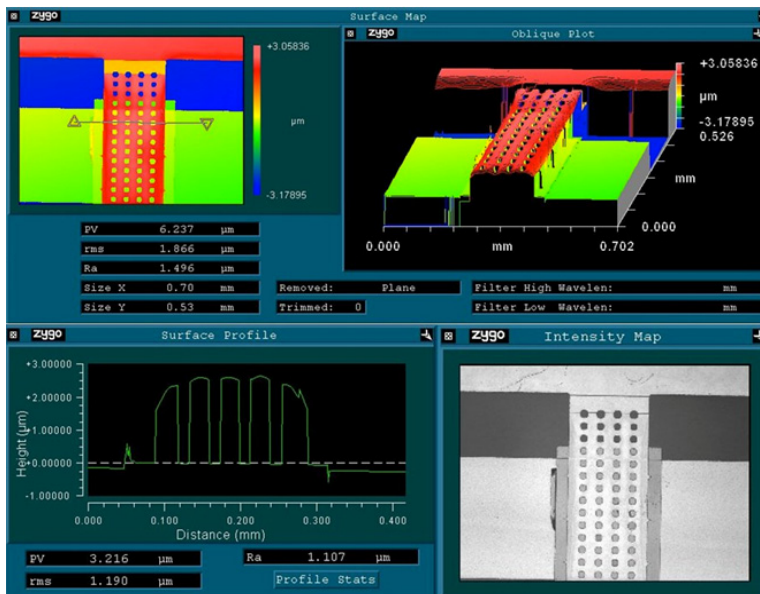 zygo Surface Map
+3.05836
µm
-3.17895
PV 6.237 µm
rms 1.866 µm
Ra 1.496 µm
Size X 0.70 mm
Size Y 0.53 mm
zygo Oblique Plot
+3.05836
µm
-3.17895
0.526
mm
0.000
0.000 mm 0.702
Removed: Plane
Trimmed: 0
Filter High Wavelen: mm
Filter Low Wavelen: mm
zygo Surface Profile
+3.00000
+2.00000
+1.00000
+0.00000
-1.00000
Height (µm)
0.000 0.100 0.200 0.300 0.400
Distance (mm)
PV 3.216 µm
rms 1.190 µm
Ra 1.107 µm
Profile Stats
zygo Intensity Map